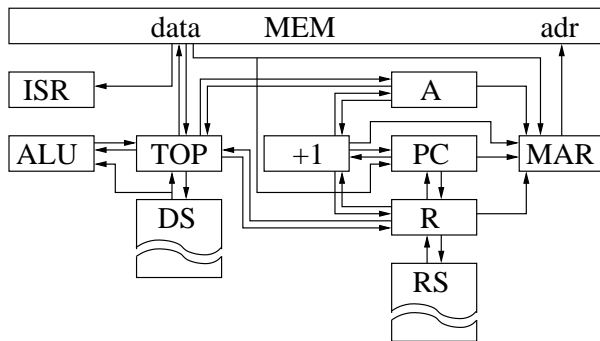 data MEM adr
ISR A
ALU TOP +1 PC MAR
DS R
RS